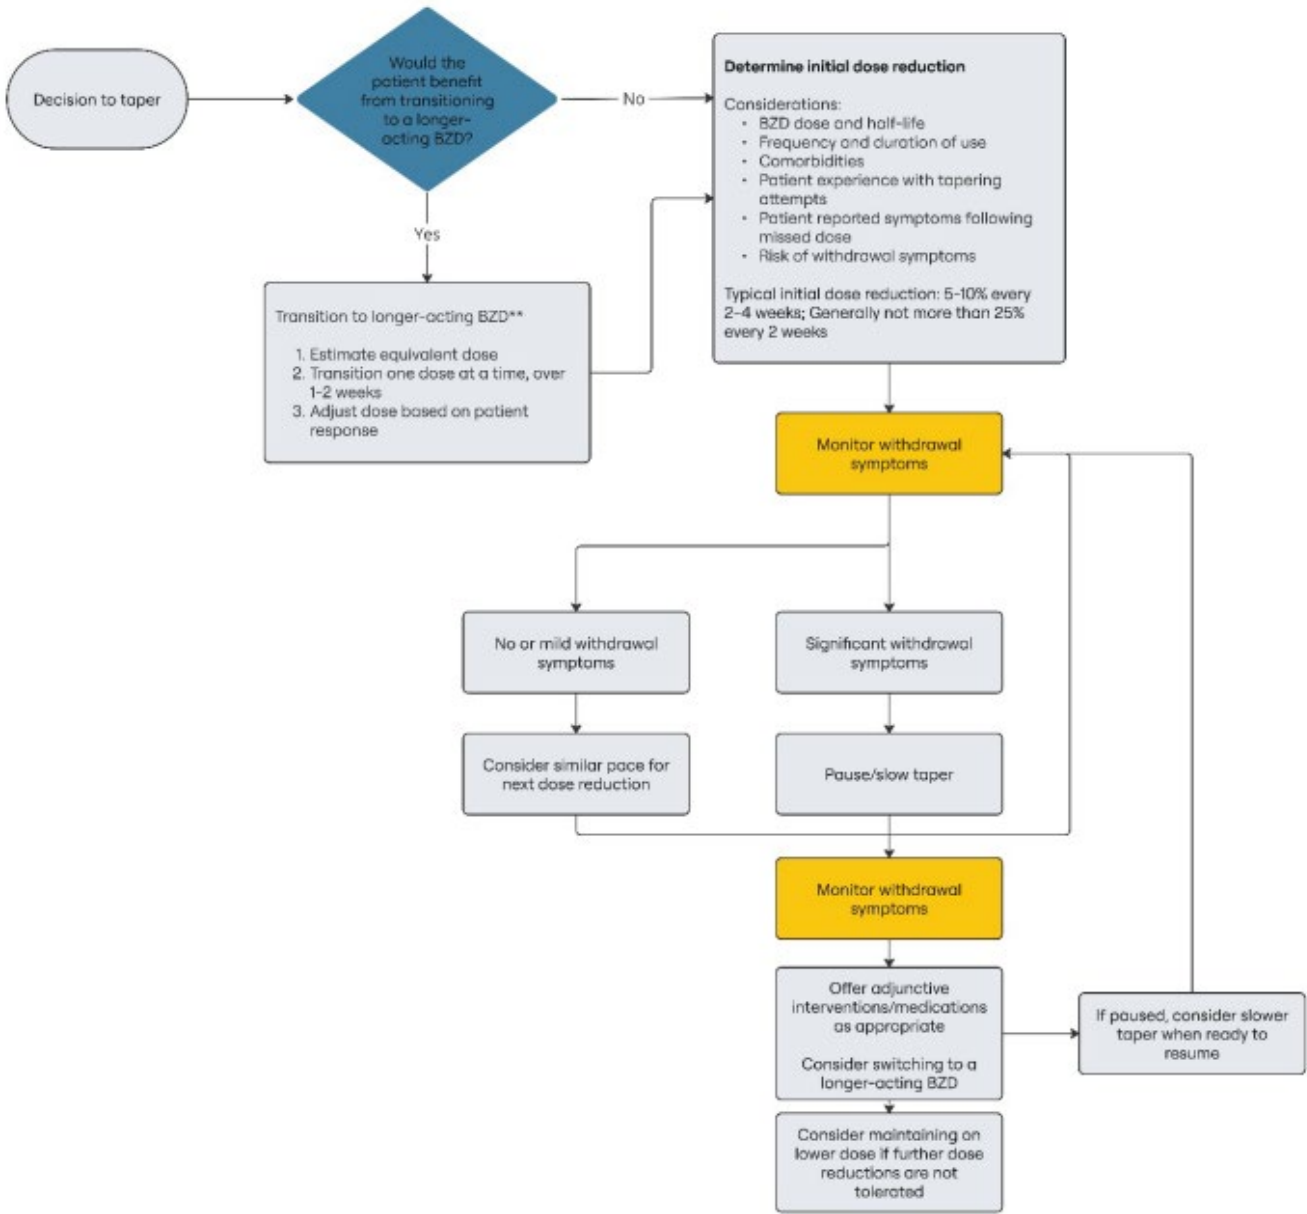 Decision to taper
Would the
patient benefit
from transitioning
to a longer-
acting BZD?
No
Yes
Determine initial dose reduction
Considerations:
• BZD dose and half-life
• Frequency and duration of use
• Comorbidities
• Patient experience with tapering
attempts
• Patient reported symptoms following
missed dose
• Risk of withdrawal symptoms
Typical initial dose reduction: 5-10% every
2-4 weeks; Generally not more than 25%
every 2 weeks
Transition to longer-acting BZD**
1. Estimate equivalent dose
2. Transition one dose at a time, over
1-2 weeks
3. Adjust dose based on patient
response
Monitor withdrawal
symptoms
No or mild withdrawal
symptoms
Significant withdrawal
symptoms
Consider similar pace for
next dose reduction
Pause/slow taper
Monitor withdrawal
symptoms
Offer adjunctive
interventions/medications
as appropriate
Consider switching to a
longer-acting BZD
If paused, consider slower
taper when ready to
resume
Consider maintaining on
lower dose if further dose
reductions are not
tolerated